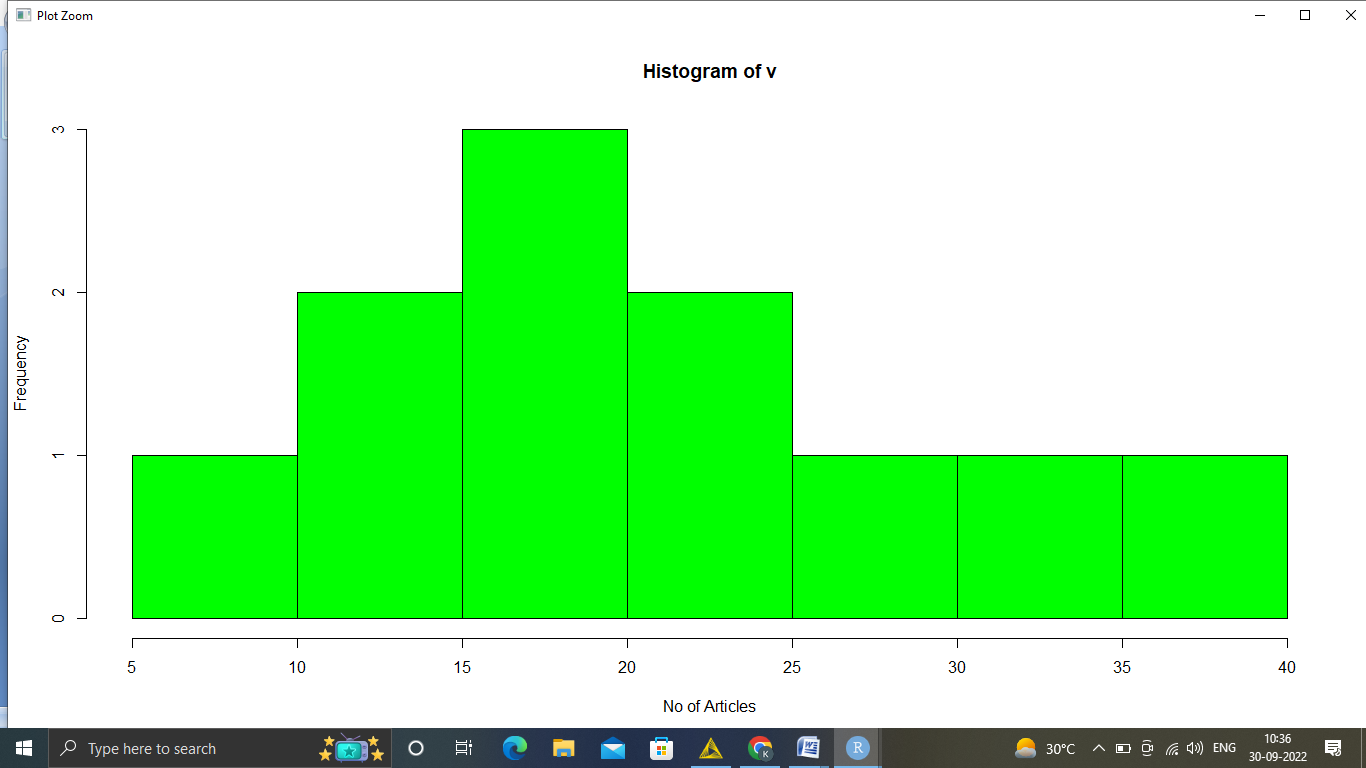 Plot Zoom
Histogram of v
Frequency
3
2
1
0
5 10 15 20 25 30 35 40
No of Articles
Type here to search
W
K
R
30°C
ENG
10:36
30-09-2022